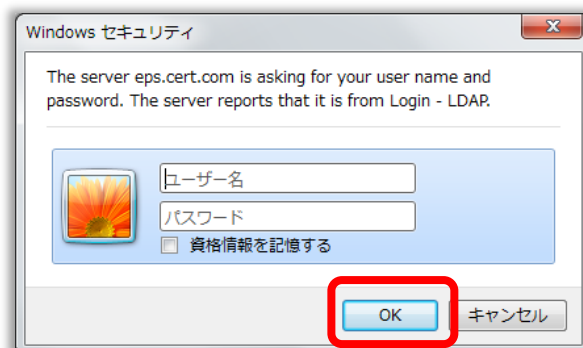 Windows セキュリティ
The server eps.cert.com is asking for your user name and
password. The server reports that it is from Login - LDAP.
ユーザー名
パスワード
資格情報を記憶する
OK キャンセル